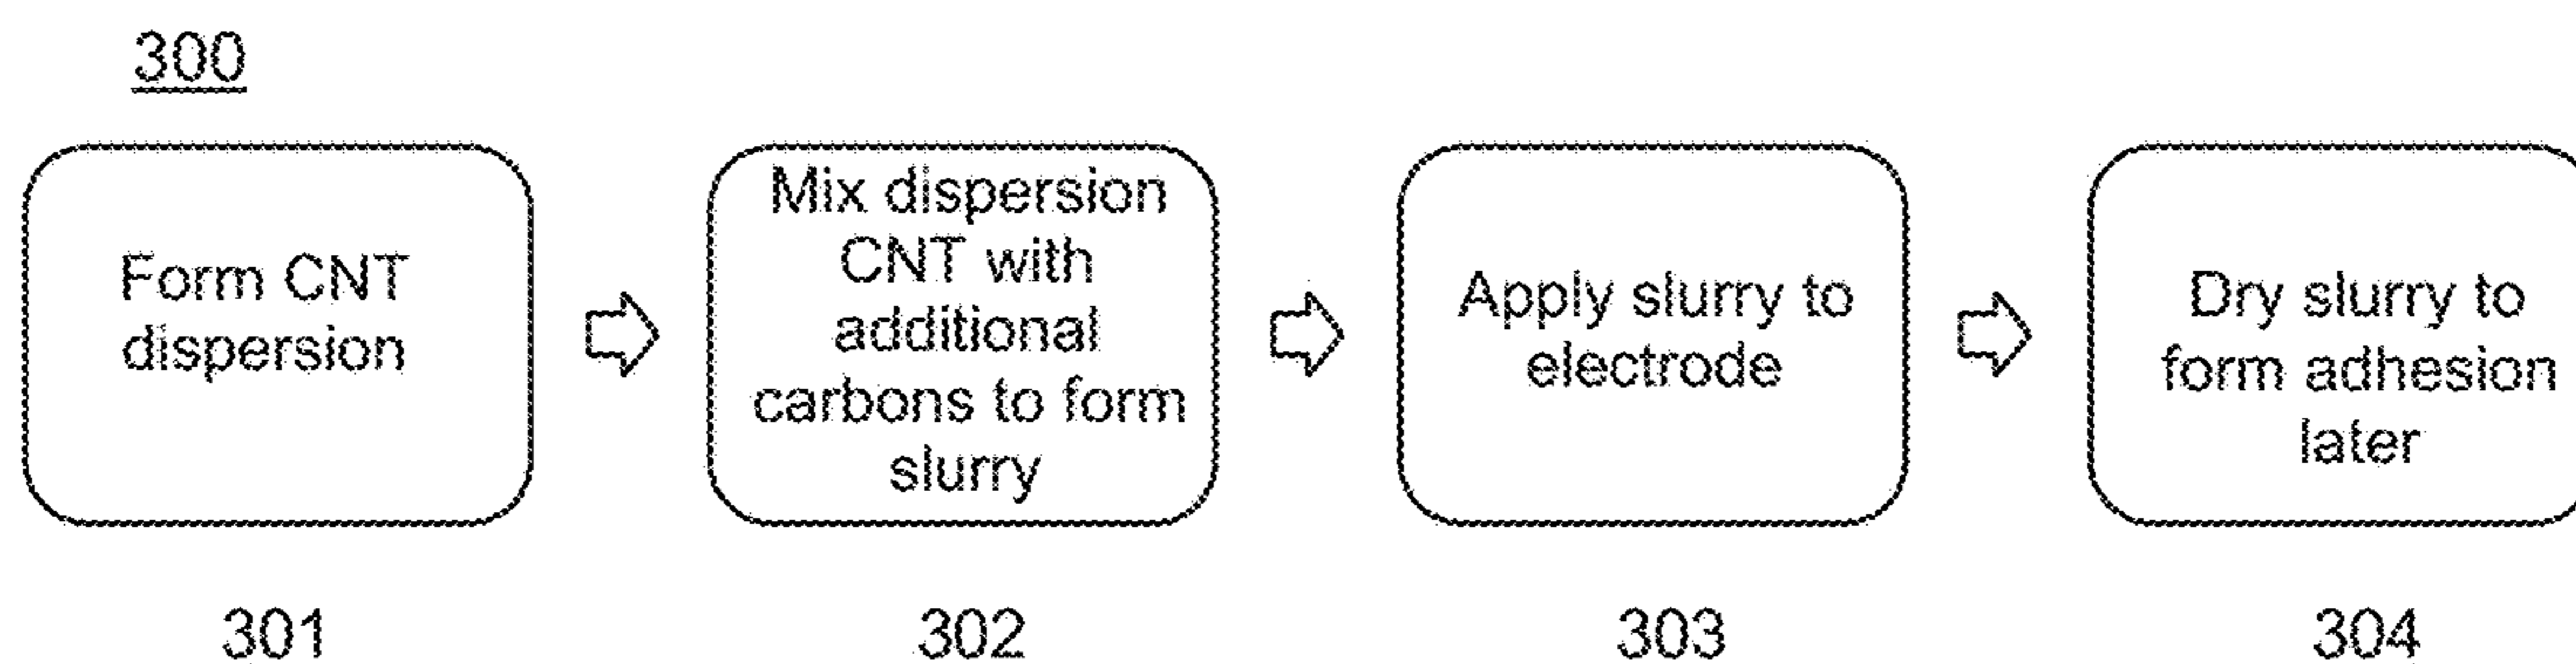 300
Form CNT
dispersion
Mix dispersion
CNT with
additional
carbons to form
slurry
Apply slurry to
electrode
Dry slurry to
form adhesion
later
301
302
303
304